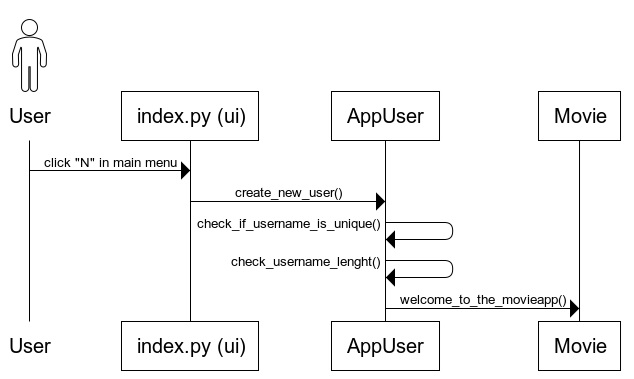 User
index.py (ui)
AppUser
Movie
click "N" in main menu
create_new_user()
check_if_username_is_unique()
check_username_lenght()
welcome_to_the_movieapp()
User
index.py (ui)
AppUser
Movie